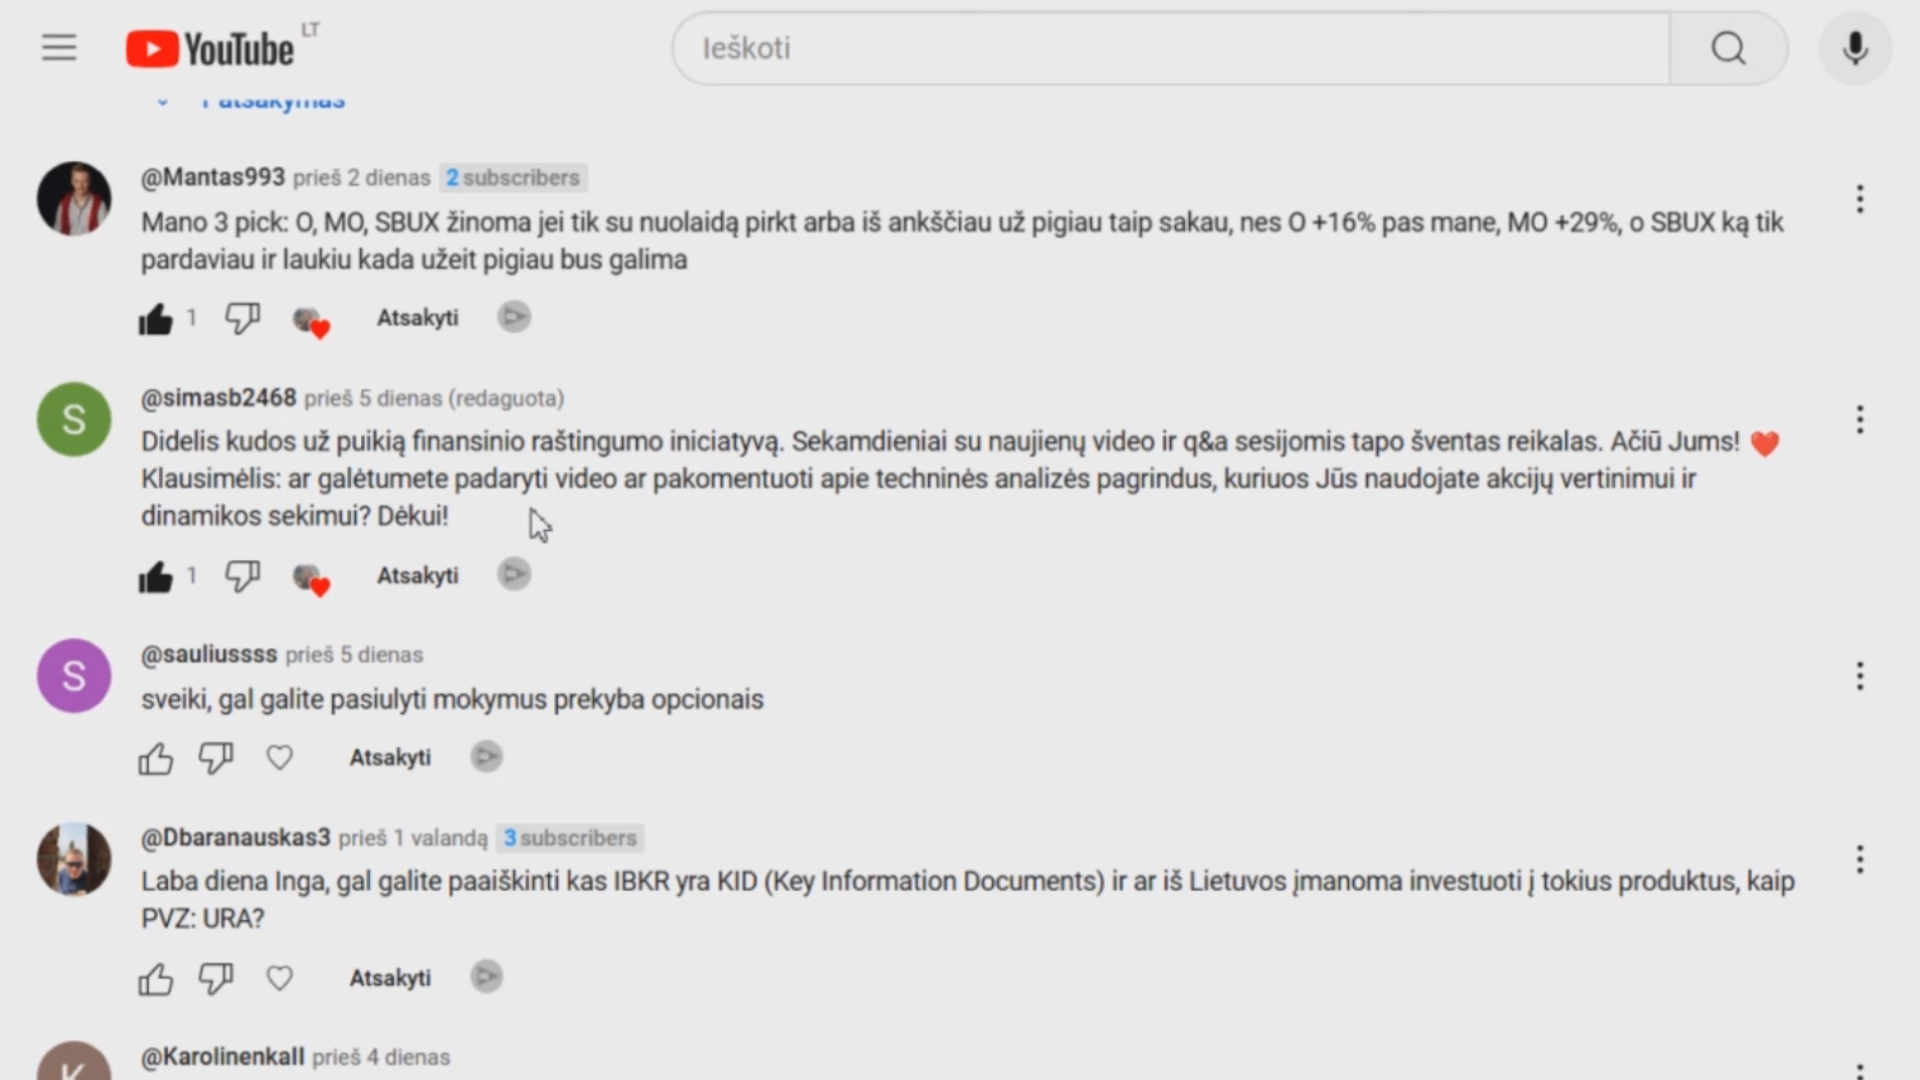 YouTube LT
Ieškoti
1 atsakymas
@Mantas993 prieš 2 dienas 2 subscribers
Mano 3 pick: O, MO, SBUX žinoma jei tik su nuolaidą pirkt arba iš ankščiau už pigiau taip sakau, nes O +16% pas mane, MO +29%, o SBUX ką tik
pardaviau ir laukiu kada užeit pigiau bus galima
1 Atsakyti
S
@simasb2468 prieš 5 dienas (redaguota)
Didelis kudos už puikią finansinio raštingumo iniciatyvą. Sekamdieniai su naujienų video ir q&a sesijomis tapo šventas reikalas. Ačiū Jums! ❤️
Klausimėlis: ar galėtumete padaryti video ar pakomentuoti apie techninės analizės pagrindus, kuriuos Jūs naudojate akcijų vertinimui ir
dinamikos sekimui? Dėkui!
1 Atsakyti
S
@sauliussss prieš 5 dienas
sveiki, gal galite pasiulyti mokymus prekyba opcionais
Atsakyti
@Dbaranauskas3 prieš 1 valandą 3 subscribers
Laba diena Inga, gal galite paaiškinti kas IBKR yra KID (Key Information Documents) ir ar iš Lietuvos įmanoma investuoti į tokius produktus, kaip
PVZ: URA?
Atsakyti
K
@Karolinenkall prieš 4 dienas